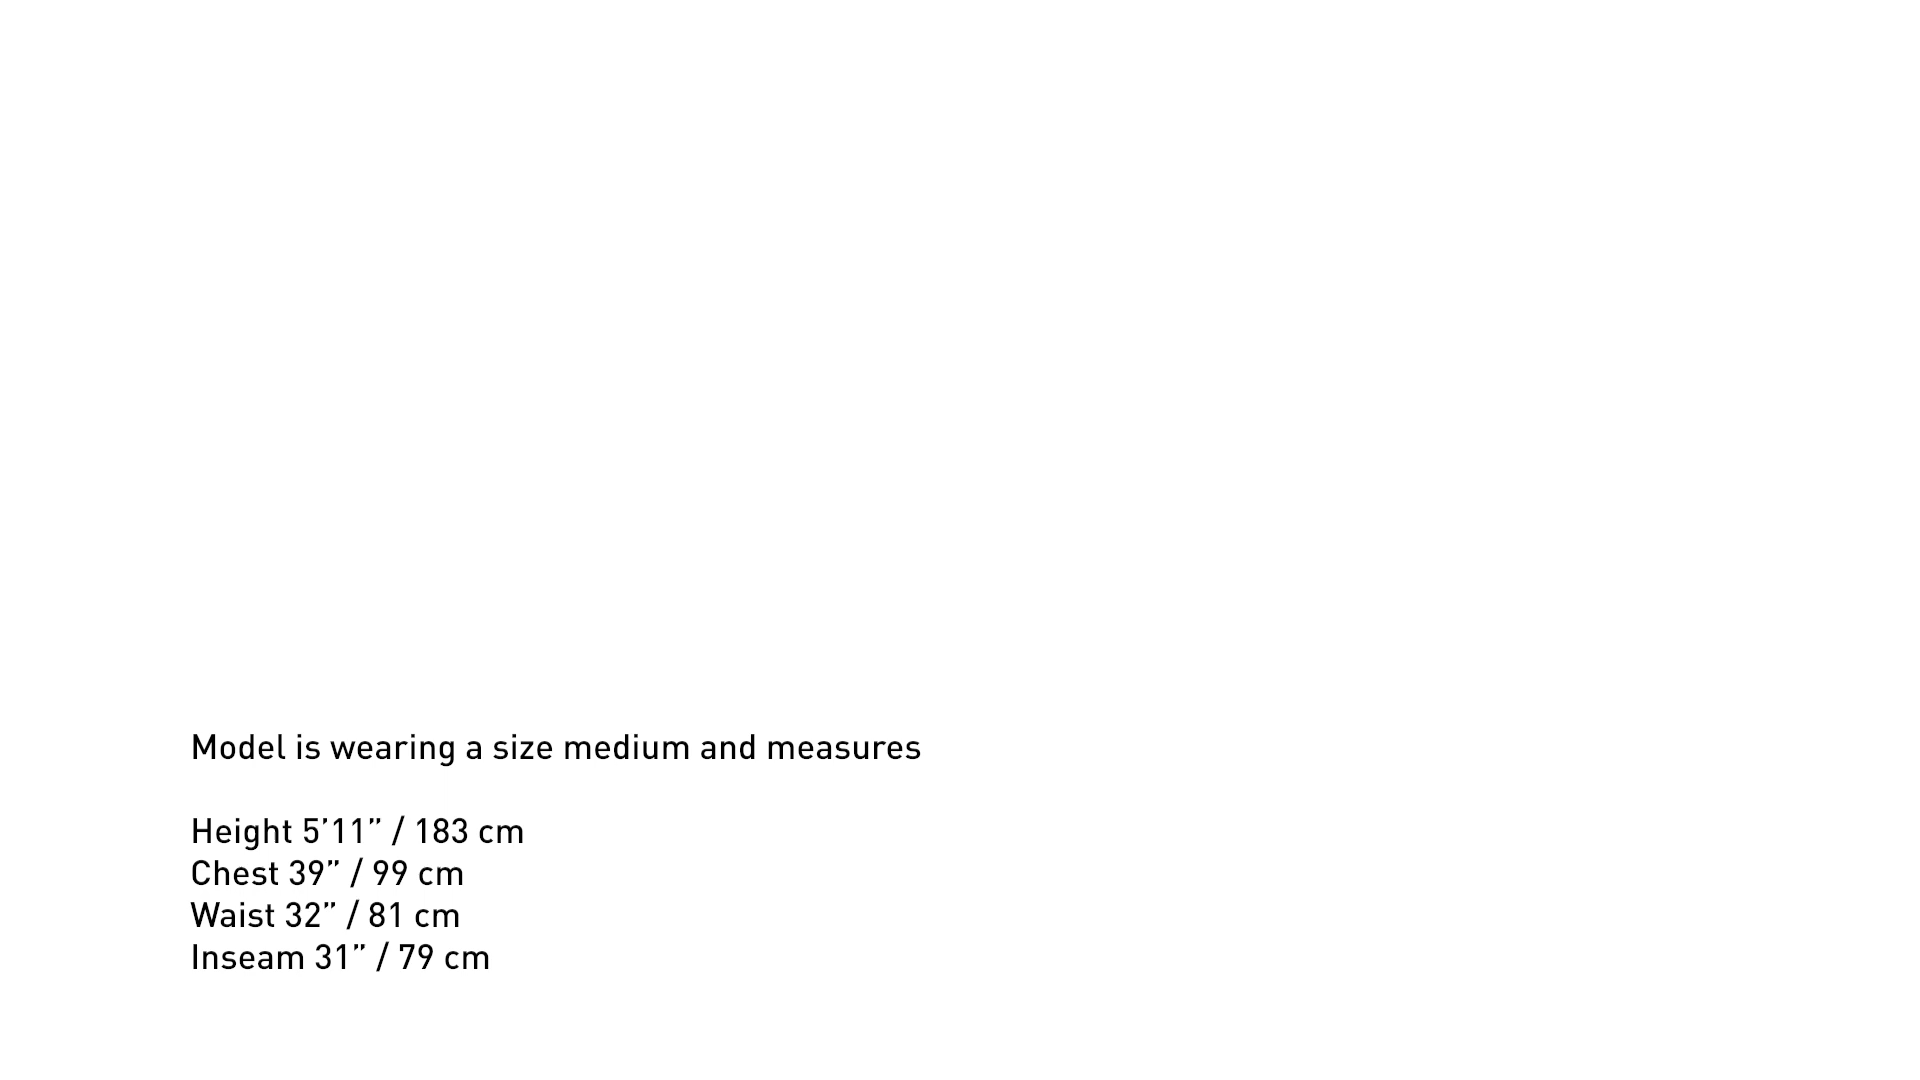 Model is wearing a size medium and measures
Height 5’11” / 183 cm
Chest 39” / 99 cm
Waist 32” / 81 cm
Inseam 31” / 79 cm